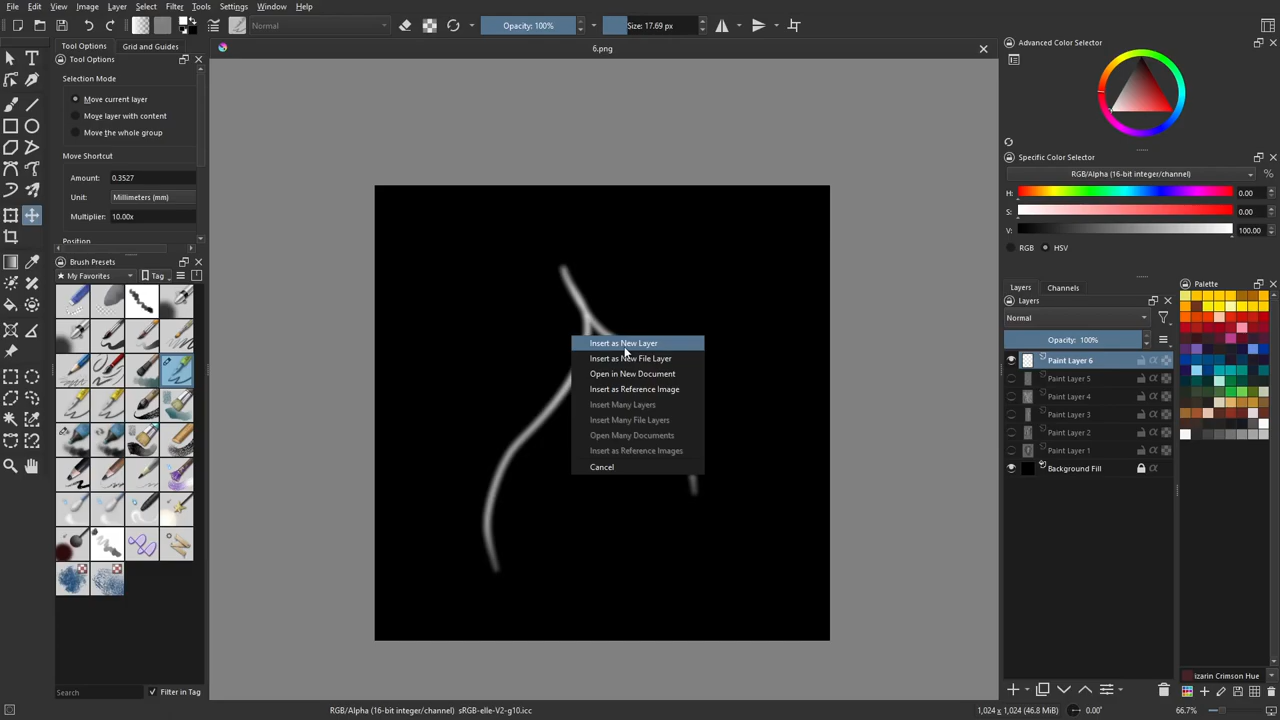 File Edit View Image Layer Select Filter Tools Settings Window Help
Normal
Opacity: 100%
Size: 17.69 px
Tool Options Grid and Guides
Tool Options
Selection Mode
Move current layer
Move layer with content
Move the whole group
Move Shortcut
Amount: 0.3527
Unit: Millimeters (mm)
Multiplier: 10.00x
Position
Brush Presets
My Favorites
Tag
Search
Filter in Tag
6.png
Insert as New Layer
Insert as New File Layer
Open in New Document
Insert as Reference Image
Insert Many Layers
Insert Many File Layers
Open Many Documents
Insert as Reference Images
Cancel
Advanced Color Selector
Specific Color Selector
RGB/Alpha (16-bit integer/channel)
%
H: 0.00
S: 0.00
V: 100.00
RGB HSV
Layers Channels
Layers
Normal
Opacity: 100%
Paint Layer 6
Paint Layer 5
Paint Layer 4
Paint Layer 3
Paint Layer 2
Paint Layer 1
Background Fill
Palette
izarin Crimson Hue
RGB/Alpha (16-bit integer/channel) sRGB-elle-V2-g10.icc
1,024 x 1,024 (46.8 MiB)
0.00°
66.7%